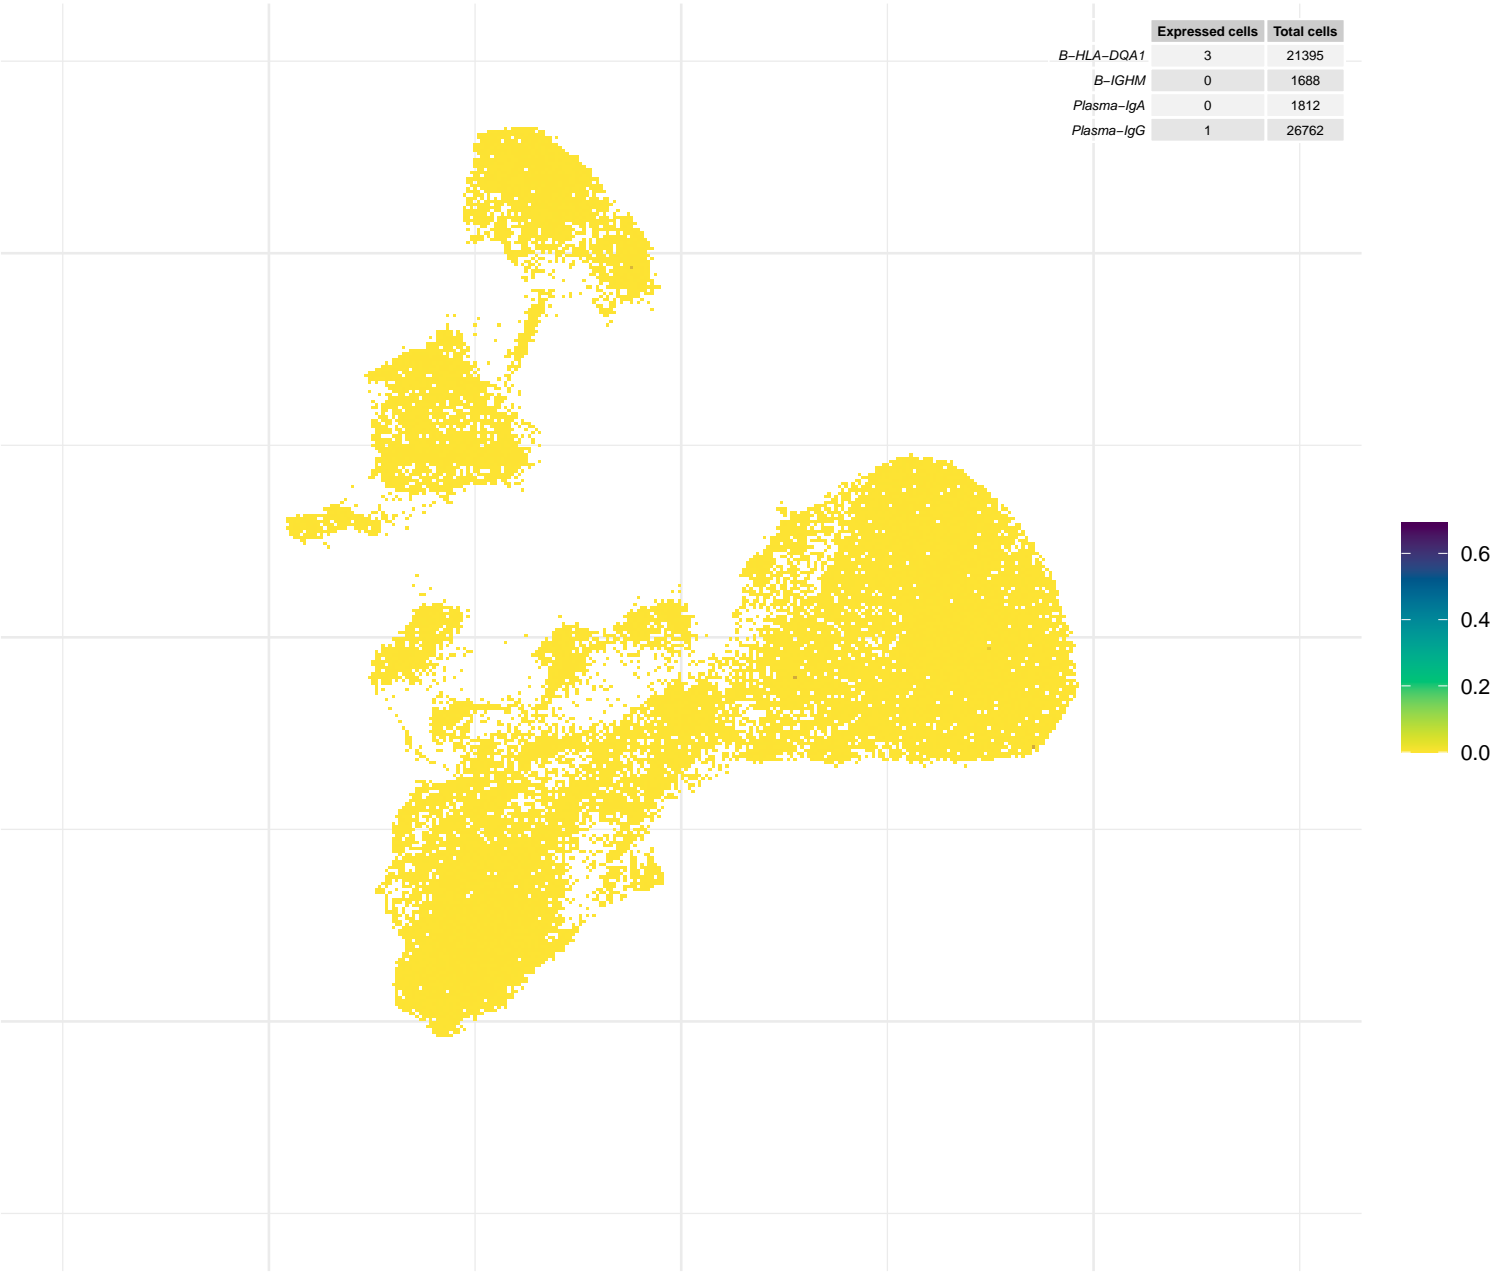 Expressed cells Total cells
B−HLA−DQA1 3 21395
B−IGHM 0 1688
Plasma−IgA 0 1812
Plasma−IgG 1 26762
0.6
0.4
0.2
0.0